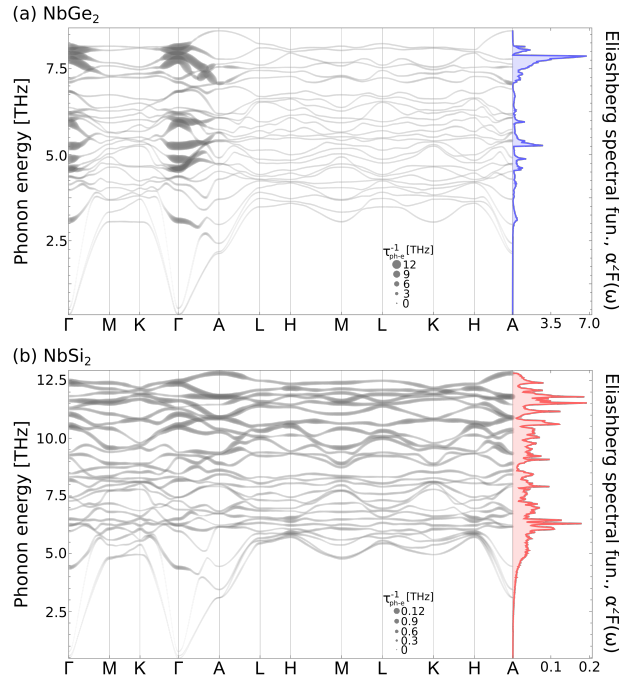 (a) NbGe₂
Phonon energy [THz]
7.5
5.0
2.5
τ⁻¹ph-e [THz]
12
9
6
3
0
Γ M K Γ A L H M L K H A 3.5 7.0
Eliashberg spectral fun., α²F(ω)
(b) NbSi₂
Phonon energy [THz]
12.5
10.0
7.5
5.0
2.5
τ⁻¹ph-e [THz]
0.12
0.9
0.6
0.3
0
Γ M K Γ A L H M L K H A 0.1 0.2
Eliashberg spectral fun., α²F(ω)